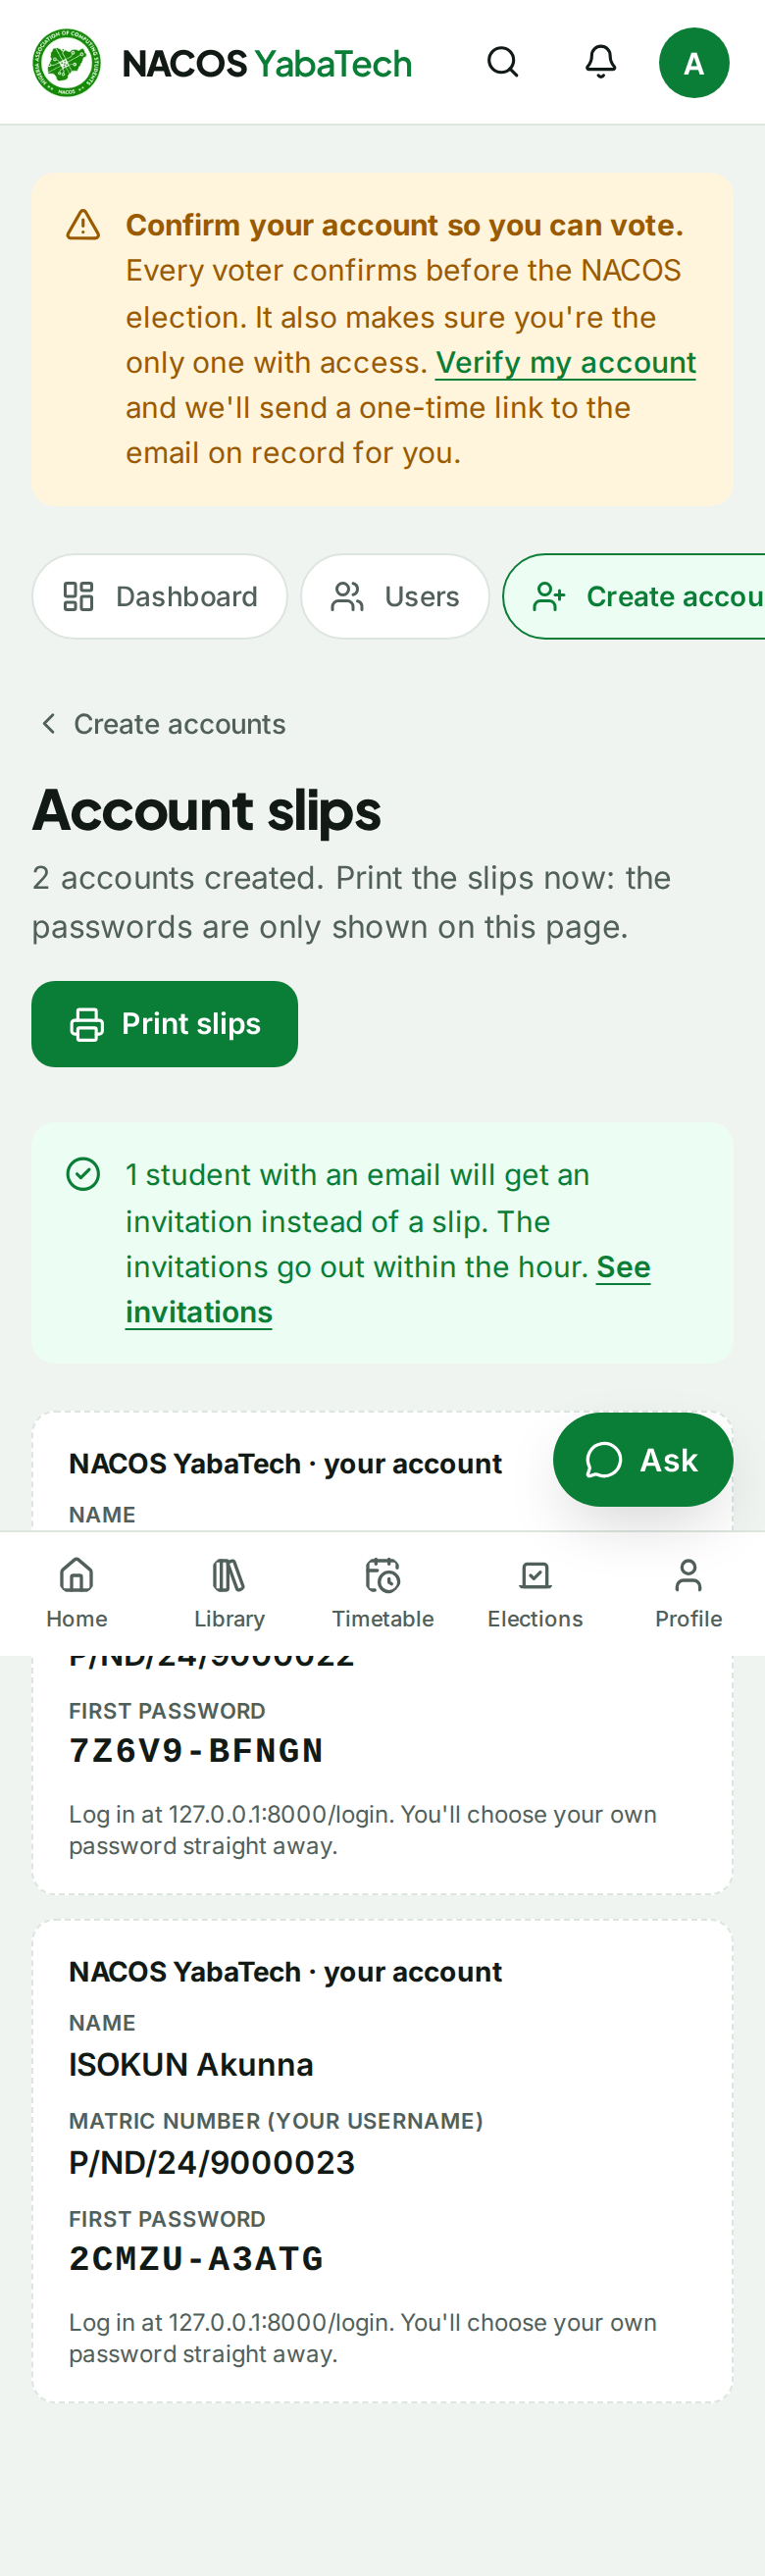 NACOS YabaTech
A
Confirm your account so you can vote.
Every voter confirms before the NACOS
election. It also makes sure you're the
only one with access. Verify my account
and we'll send a one-time link to the
email on record for you.
Dashboard
Users
Create accou
Create accounts
Account slips
2 accounts created. Print the slips now: the
passwords are only shown on this page.
Print slips
1 student with an email will get an
invitation instead of a slip. The
invitations go out within the hour. See
invitations
NACOS YabaTech · your account
Ask
NAME
Home
Library
Timetable
Elections
Profile
P/ND/24/9000022
FIRST PASSWORD
7Z6V9-BFNGN
Log in at 127.0.0.1:8000/login. You'll choose your own
password straight away.
NACOS YabaTech · your account
NAME
ISOKUN Akunna
MATRIC NUMBER (YOUR USERNAME)
P/ND/24/9000023
FIRST PASSWORD
2CMZU-A3ATG
Log in at 127.0.0.1:8000/login. You'll choose your own
password straight away.